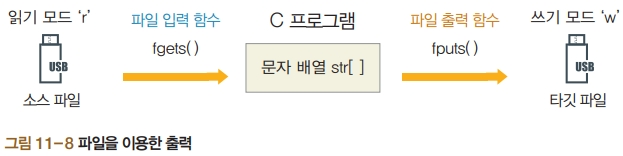 읽기 모드 ‘r’
파일 입력 함수
C 프로그램
파일 출력 함수
쓰기 모드 ‘w’
fgets( )
fputs( )
USB
문자 배열 str[ ]
USB
소스 파일
타깃 파일
그림 11-8 파일을 이용한 출력